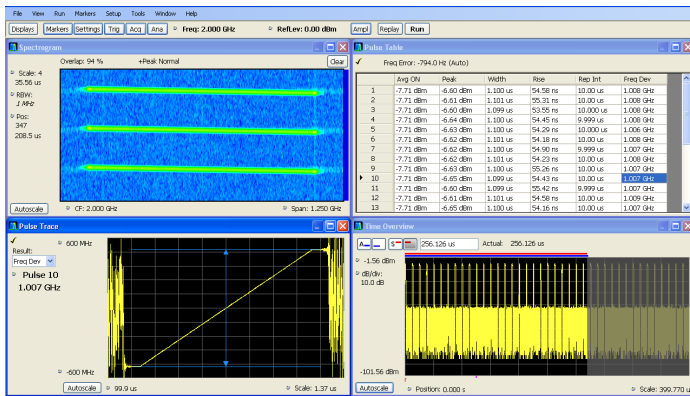 File View Run Markers Setup Tools Window Help
Displays Markers Settings Trig Acq Ana Freq: 2.000 GHz RefLev: 0.00 dBm Ampl Replay Run
Spectrogram
Overlap: 94 % +Peak Normal Clear
Scale: 4
35.56 us
RBW:
1 MHz
Pos:
347
208.5 us
Autoscale CF: 2.000 GHz Span: 1.250 GHz
Pulse Table
Freq Error: -794.0 Hz (Auto)
Avg ON Peak Width Rise Rep Int Freq Dev
1 -7.71 dBm -6.60 dBm 1.100 us 54.58 ns 10.00 us 1.008 GHz
2 -7.71 dBm -6.61 dBm 1.101 us 55.31 ns 10.00 us 1.008 GHz
3 -7.71 dBm -6.60 dBm 1.099 us 53.55 ns 10.000 us 1.008 GHz
4 -7.71 dBm -6.64 dBm 1.100 us 54.45 ns 9.999 us 1.008 GHz
5 -7.71 dBm -6.63 dBm 1.100 us 54.29 ns 10.000 us 1.006 GHz
6 -7.71 dBm -6.62 dBm 1.101 us 54.18 ns 10.00 us 1.008 GHz
7 -7.71 dBm -6.62 dBm 1.100 us 54.90 ns 9.999 us 1.007 GHz
8 -7.71 dBm -6.61 dBm 1.101 us 54.23 ns 10.00 us 1.008 GHz
9 -7.71 dBm -6.63 dBm 1.100 us 55.26 ns 10.00 us 1.007 GHz
10 -7.71 dBm -6.65 dBm 1.099 us 54.43 ns 10.00 us 1.007 GHz
11 -7.71 dBm -6.60 dBm 1.099 us 55.42 ns 9.999 us 1.007 GHz
12 -7.71 dBm -6.61 dBm 1.100 us 54.58 ns 10.00 us 1.009 GHz
13 -7.71 dBm -6.65 dBm 1.100 us 54.16 ns 10.00 us 1.007 GHz
Pulse Trace
Result:
Freq Dev
Pulse 10
1.007 GHz
600 MHz
-600 MHz
Autoscale 99.9 us Scale: 1.37 us
Time Overview
A S 256.126 us Actual: 256.126 us
-1.56 dBm
dB/div:
10.0 dB
-101.56 dBm
Autoscale Position: 0.000 s Scale: 399.770 u